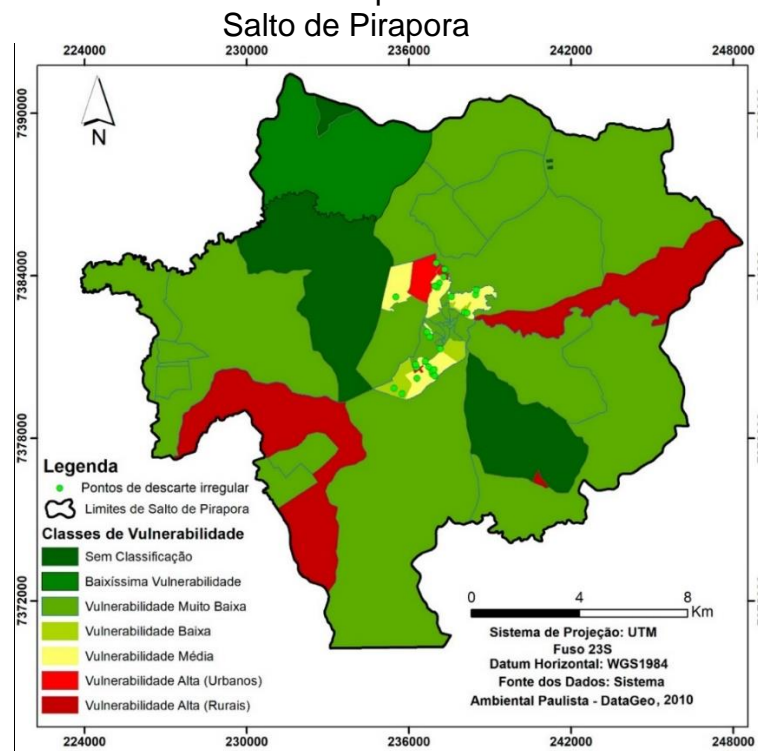 Salto de Pirapora
224000 230000 236000 242000 248000
7390000
7384000
7378000
7372000
N
Legenda
Pontos de descarte irregular
Limites de Salto de Pirapora
Classes de Vulnerabilidade
Sem Classificação
Baixíssima Vulnerabilidade
Vulnerabilidade Muito Baixa
Vulnerabilidade Baixa
Vulnerabilidade Média
Vulnerabilidade Alta (Urbanos)
Vulnerabilidade Alta (Rurais)
0 4 8
Km
Sistema de Projeção: UTM
Fuso 23S
Datum Horizontal: WGS1984
Fonte dos Dados: Sistema
Ambiental Paulista - DataGeo, 2010
224000 230000 236000 242000 248000